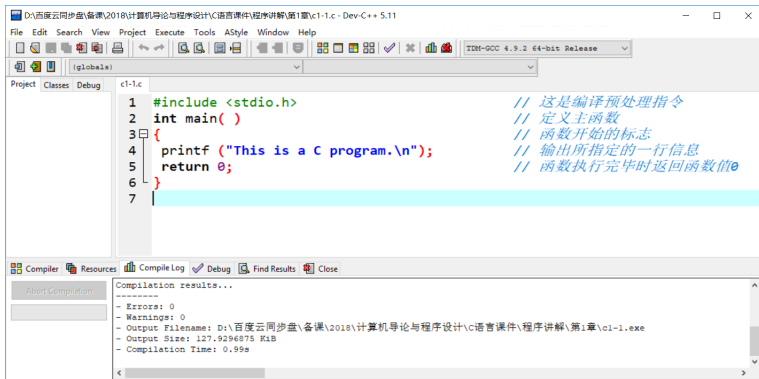 D:\百度云同步盘\备课\2018\计算机导论与程序设计\C语言课件\程序讲解\第1章\c1-1.c - Dev-C++ 5.11
File Edit Search View Project Execute Tools AStyle Window Help
TDM-GCC 4.9.2 64-bit Release
(globals)
Project Classes Debug c1-1.c
1 #include <stdio.h> // 这是编译预处理指令
2 int main( ) // 定义主函数
3 { // 函数开始的标志
4 printf ("This is a C program.\n"); // 输出所指定的一行信息
5 return 0; // 函数执行完毕时返回函数值0
6 }
7
Compiler Resources Compile Log Debug Find Results Close
Abort Compilation
Compilation results...
--------
- Errors: 0
- Warnings: 0
- Output Filename: D:\百度云同步盘\备课\2018\计算机导论与程序设计\C语言课件\程序讲解\第1章\c1-1.exe
- Output Size: 127.9296875 KiB
- Compilation Time: 0.99s